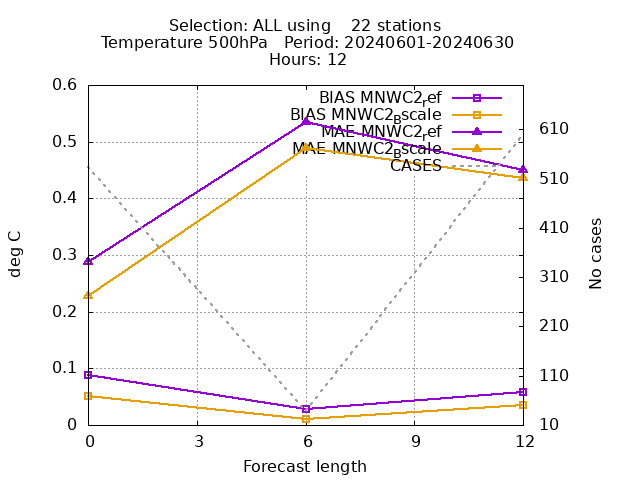 Selection: ALL using    22 stations
Temperature 500hPa   Period: 20240601-20240630
Hours: 12
0.6
0.5
0.4
0.3
0.2
0.1
0
deg C
BIAS MNWC2ref
BIAS MNWC2Bscale
MAE MNWC2ref
MAE MNWC2Bscale
CASES
610
510
410
310
210
110
10
No cases
0 3 6 9 12
Forecast length